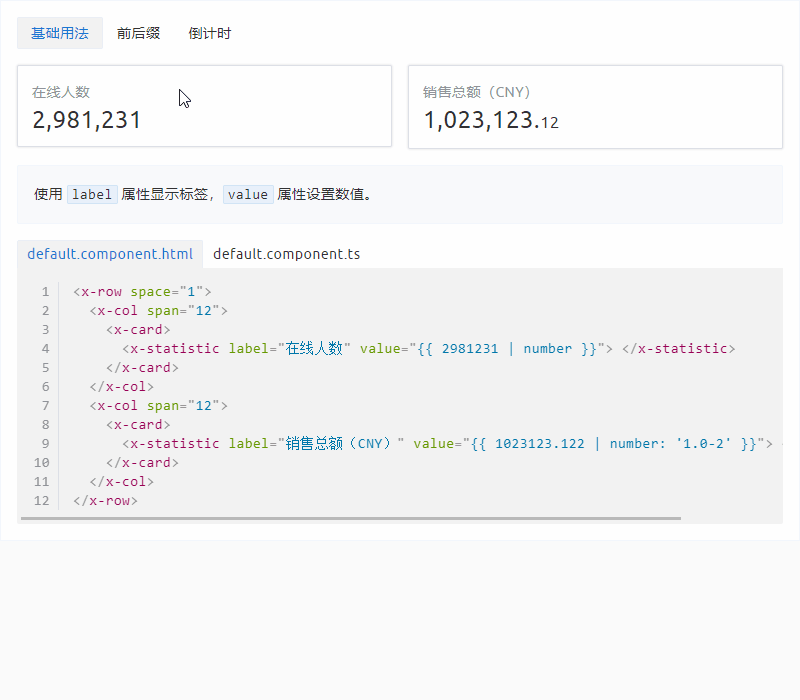 基础用法 前后缀 倒计时
在线人数 销售总额（CNY）
2,981,231 1,023,123.12
使用 label 属性显示标签，value 属性设置数值。
default.component.html default.component.ts
1 <x-row space="1">
2 <x-col span="12">
3 <x-card>
4 <x-statistic label="在线人数" value="{{ 2981231 | number }}"> </x-statistic>
5 </x-card>
6 </x-col>
7 <x-col span="12">
8 <x-card>
9 <x-statistic label="销售总额（CNY）" value="{{ 1023123.122 | number: '1.0-2' }}">
10 </x-card>
11 </x-col>
12 </x-row>